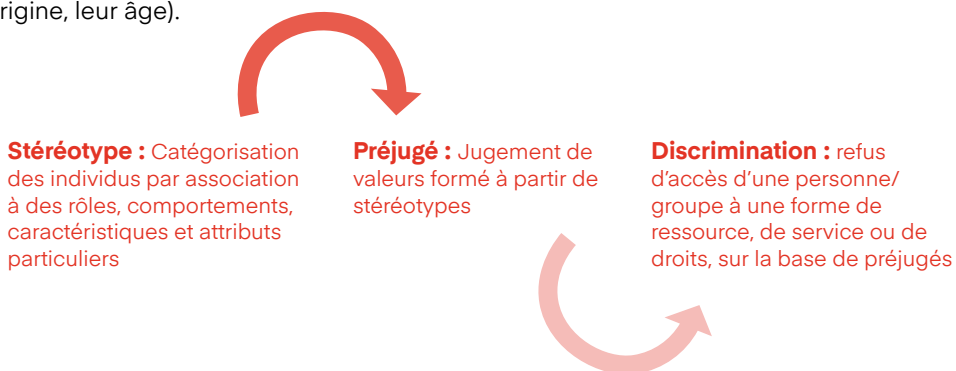 rigine, leur âge).
Stéréotype : Catégorisation
des individus par association
à des rôles, comportements,
caractéristiques et attributs
particuliers
Préjugé : Jugement de
valeurs formé à partir de
stéréotypes
Discrimination : refus
d’accès d’une personne/
groupe à une forme de
ressource, de service ou de
droits, sur la base de préjugés